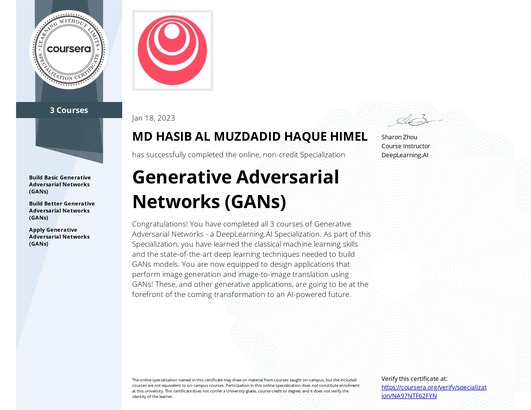 LEARNING WITHOUT LIMITS
coursera
SPECIALIZATION CERTIFICATE
3 Courses
Build Basic Generative
Adversarial Networks
(GANs)
Build Better Generative
Adversarial Networks
(GANs)
Apply Generative
Adversarial Networks
(GANs)
Jan 18, 2023
MD HASIB AL MUZDADID HAQUE HIMEL
has successfully completed the online, non-credit Specialization
Generative Adversarial
Networks (GANs)
Congratulations! You have completed all 3 courses of Generative
Adversarial Networks - a DeepLearning.AI Specialization. As part of this
Specialization, you have learned the classical machine learning skills
and the state-of-the-art deep learning techniques needed to build
GANs models. You are now equipped to design applications that
perform image generation and image-to-image translation using
GANs! These, and other generative applications, are going to be at the
forefront of the coming transformation to an AI-powered future.
Sharon Zhou
Course Instructor
DeepLearning.AI
The online specialization named in this certificate may draw on material from courses taught on-campus, but the included
courses are not equivalent to on-campus courses. Participation in this online specialization does not constitute enrollment
at this university. This certificate does not confer a University grade, course credit or degree, and it does not verify the
identity of the learner.
Verify this certificate at:
https://coursera.org/verify/specializat
ion/NA97NTF62FYN